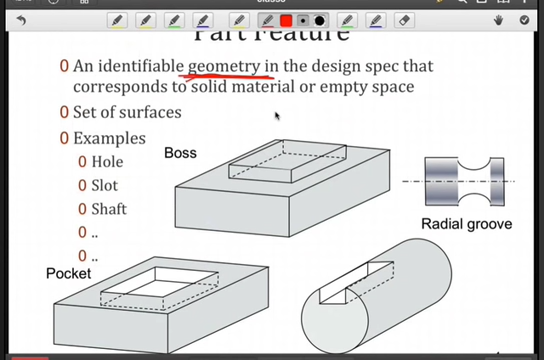 Part Feature
An identifiable geometry in the design spec that
corresponds to solid material or empty space
Set of surfaces
Examples
Hole
Slot
Shaft
..
..
Boss
Radial groove
Pocket